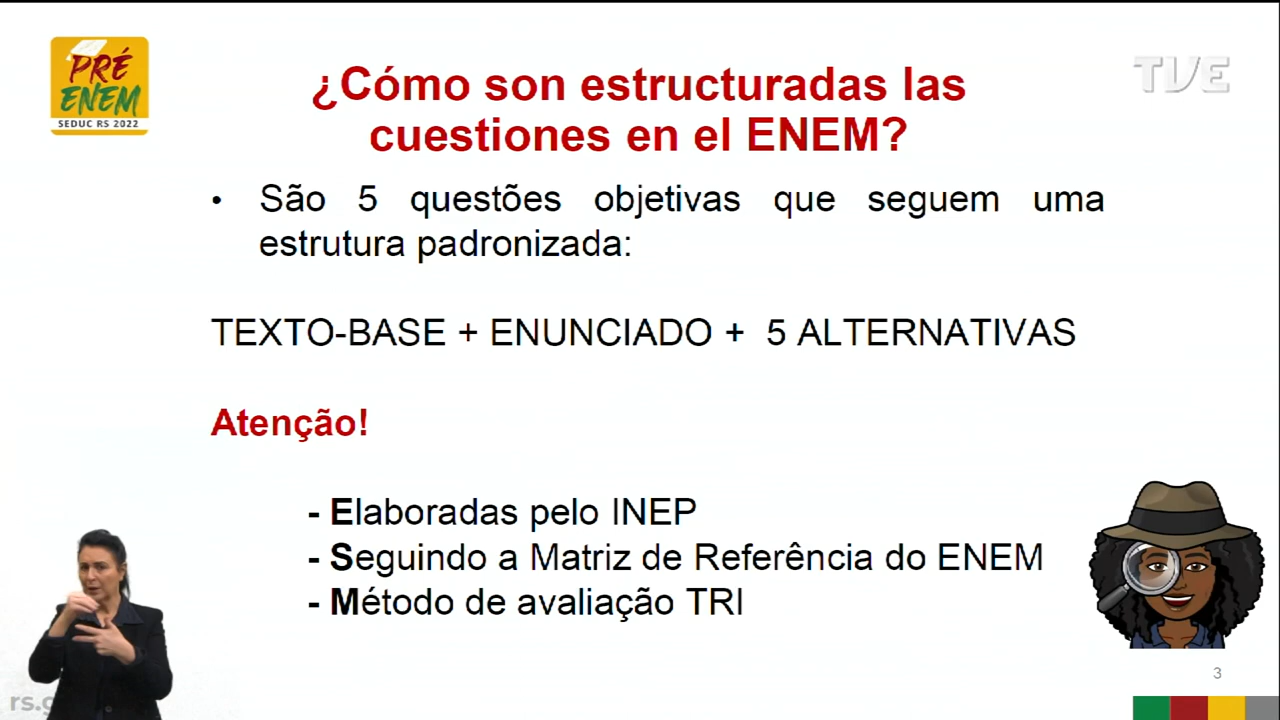 PRÉ
ENEM
SEDUC RS 2022
TVE
¿Cómo son estructuradas las
cuestiones en el ENEM?
• São 5 questões objetivas que seguem uma
estrutura padronizada:
TEXTO-BASE + ENUNCIADO + 5 ALTERNATIVAS
Atenção!
- Elaboradas pelo INEP
- Seguindo a Matriz de Referência do ENEM
- Método de avaliação TRI
3